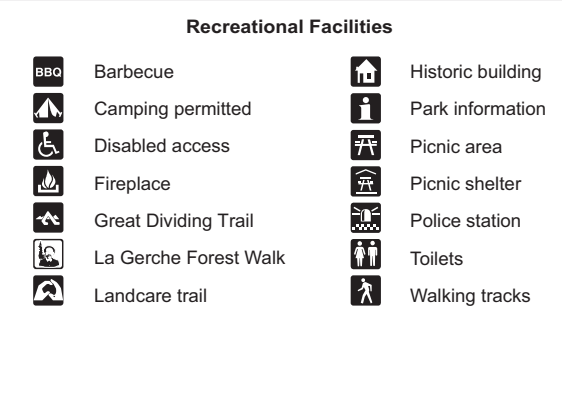 Recreational Facilities
BBQ Barbecue
Camping permitted
Disabled access
Fireplace
Great Dividing Trail
La Gerche Forest Walk
Landcare trail
Historic building
Park information
Picnic area
Picnic shelter
Police station
Toilets
Walking tracks